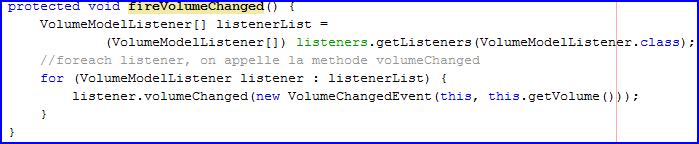 protected void fireVolumeChanged() {
    VolumeModelListener[] listenerList =
            (VolumeModelListener[]) listeners.getListeners(VolumeModelListener.class);
    //foreach listener, on appelle la methode volumeChanged
    for (VolumeModelListener listener : listenerList) {
        listener.volumeChanged(new VolumeChangedEvent(this, this.getVolume()));
    }
}